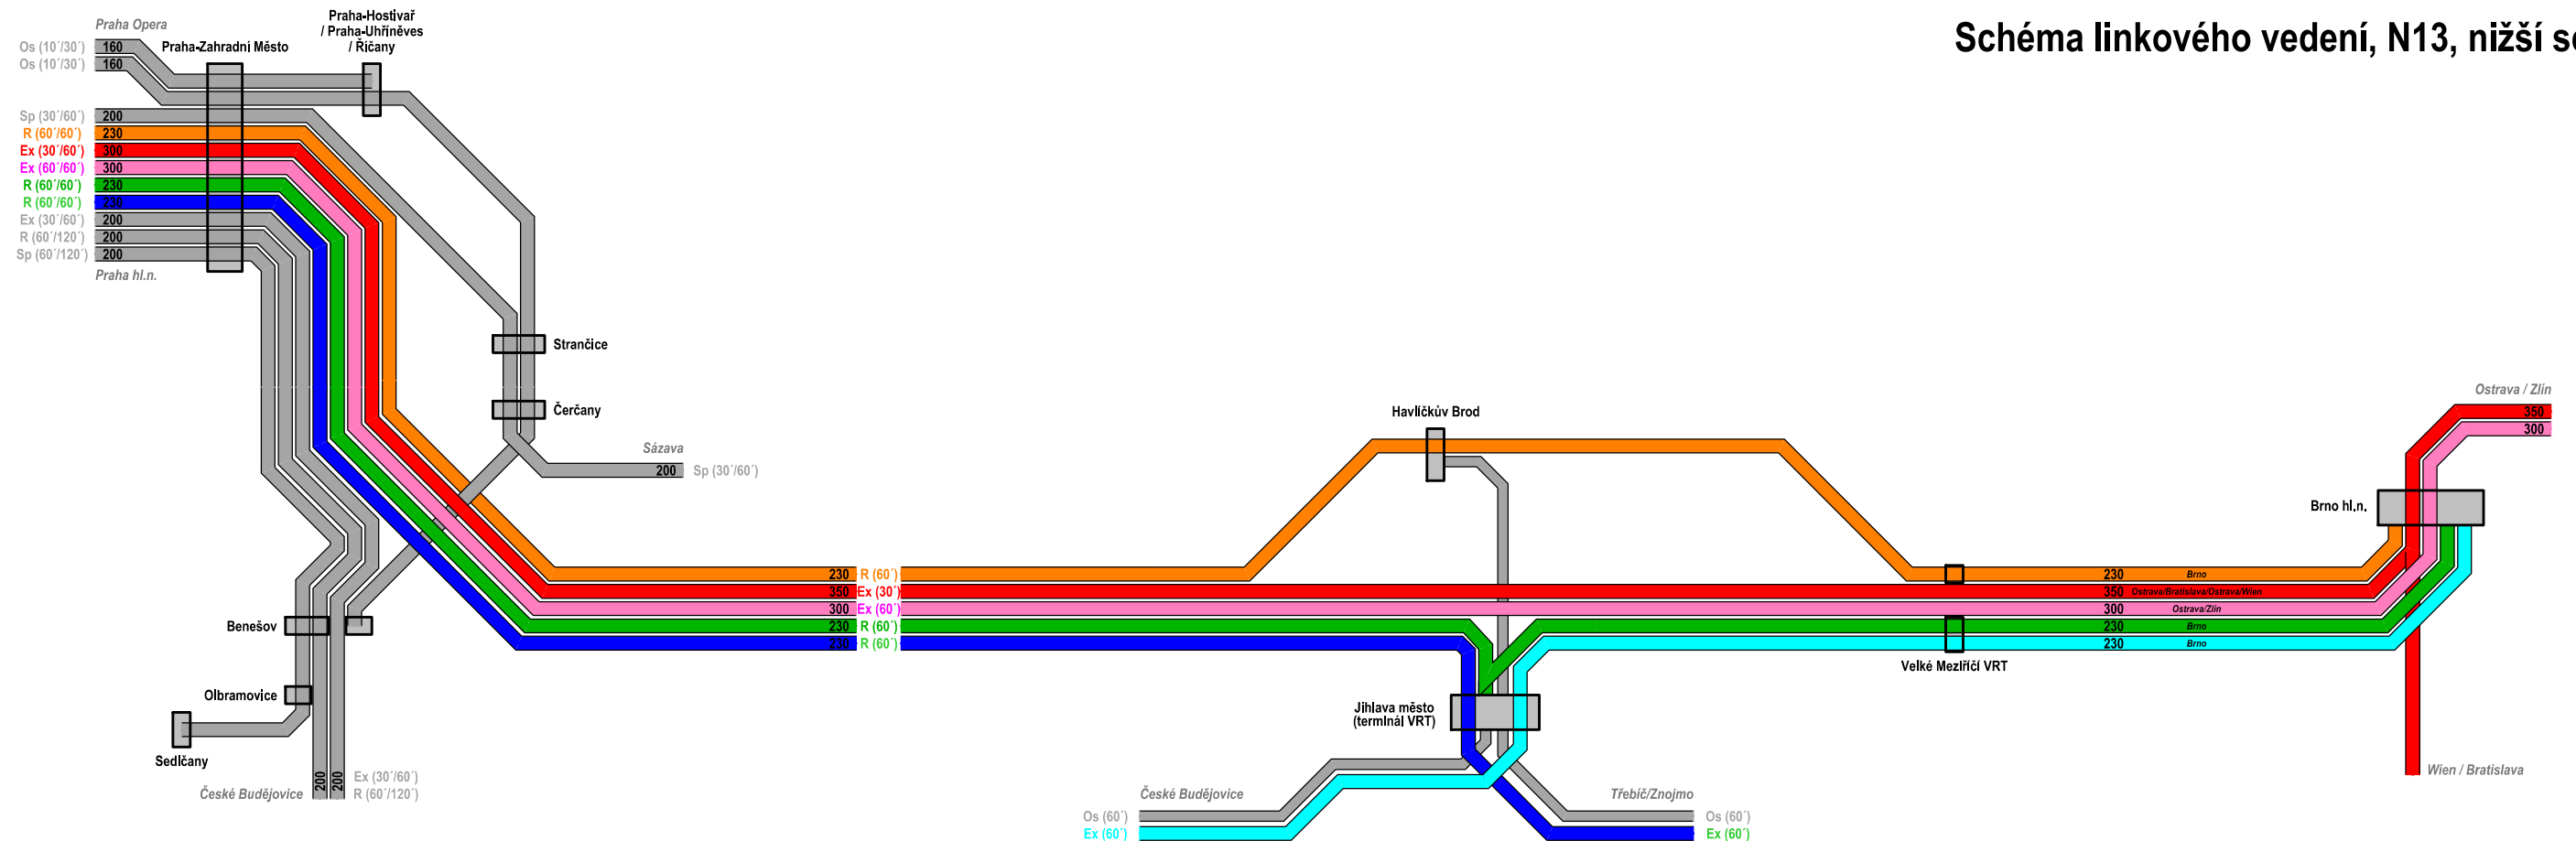 Schéma linkového vedení, N13, nižší
Praha Opera
Praha-Hostivař
/ Praha-Uhříněves
/ Říčany
Os (10´/30´) 160
Praha-Zahradní Město
Os (10´/30´) 160
Sp (30´/60´) 200
R (60´/60´) 230
Ex (30´/60´) 300
Ex (60´/60´) 300
R (60´/60´) 230
R (60´/60´) 230
Ex (30´/60´) 200
R (60´/120´) 200
Sp (60´/120´) 200
Praha hl.n.
Strančice
Čerčany
Sázava
200 Sp (30´/60´)
Havlíčkův Brod
Ostrava / Zlín
350
300
Brno hl.n.
230 R (60´) 230 Brno
350 Ex (30´) 350 Ostrava/Bratislava/Ostrava/Wien
300 Ex (60´) 300 Ostrava/Zlín
230 R (60´) 230 Brno
230 R (60´) 230 Brno
Velké Meziříčí VRT
Benešov
Olbramovice
Sedlčany
Jihlava město
(terminál VRT)
200 200 Ex (30´/60´)
České Budějovice R (60´/120´)
České Budějovice
Os (60´)
Ex (60´)
Třebíč/Znojmo
Os (60´)
Ex (60´)
Wien / Bratislava